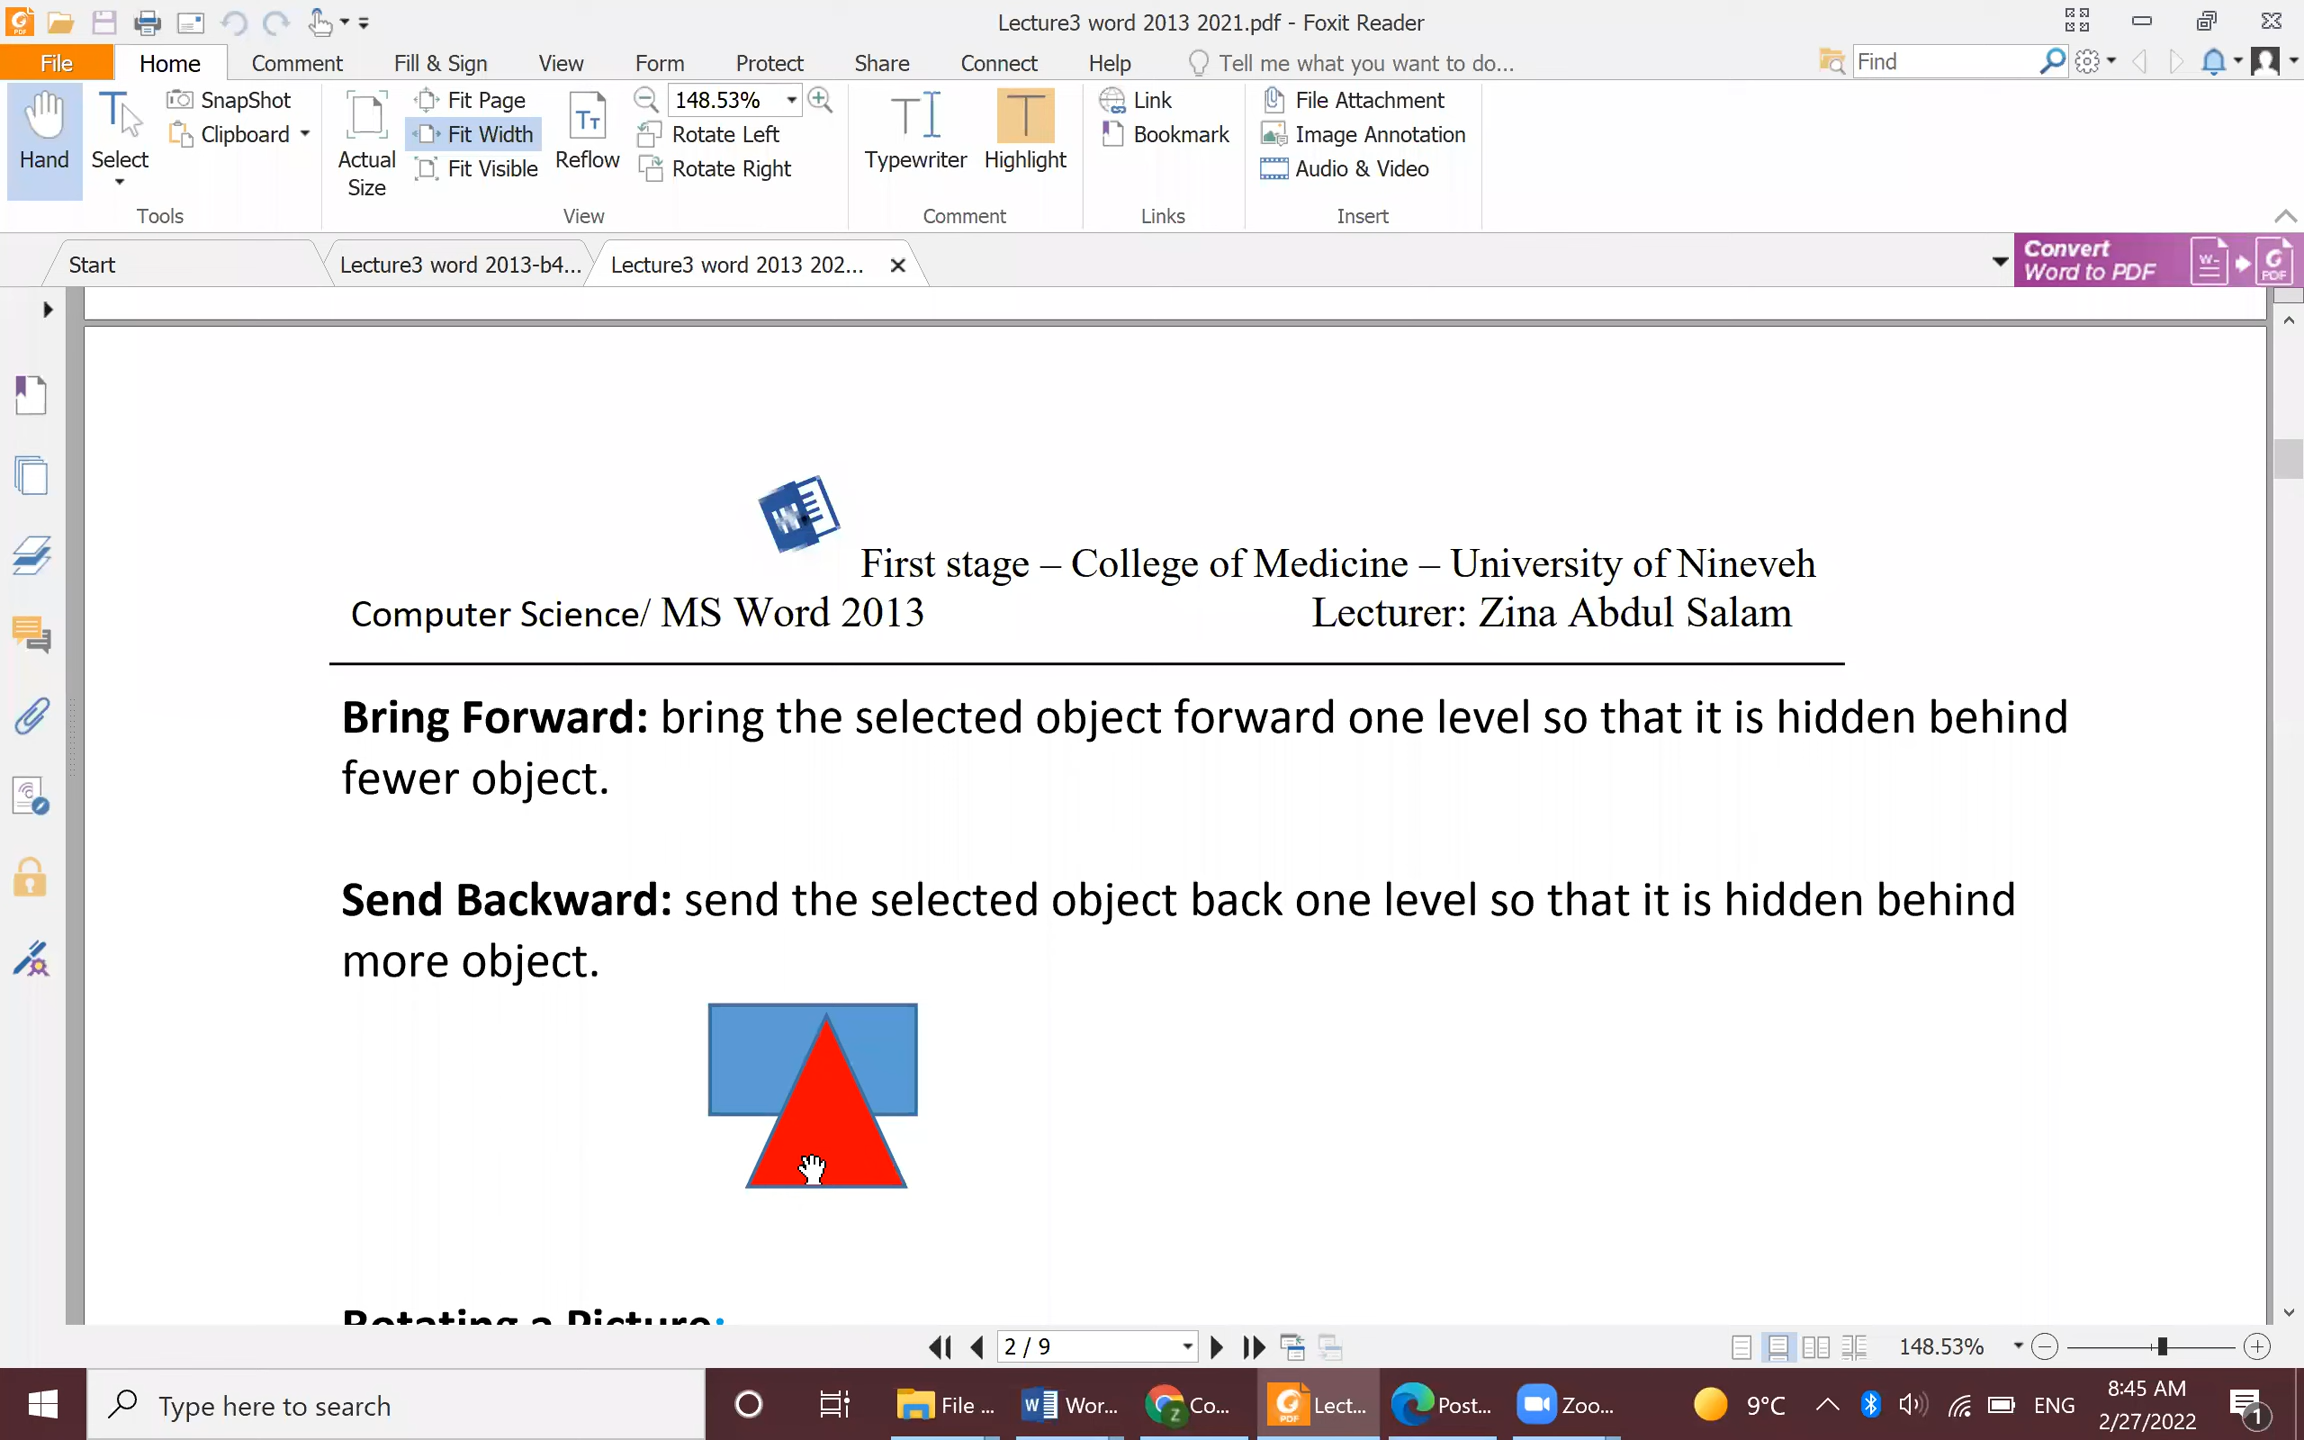 Lecture3 word 2013 2021.pdf - Foxit Reader
File Home Comment Fill & Sign View Form Protect Share Connect Help Tell me what you want to do... Find
Hand
Select
SnapShot
Clipboard
Tools
Actual
Size
Fit Page
Fit Width
Fit Visible
Reflow
148.53%
Rotate Left
Rotate Right
View
Typewriter
Highlight
Comment
Link
Bookmark
Links
File Attachment
Image Annotation
Audio & Video
Insert
Start Lecture3 word 2013-b4... Lecture3 word 2013 202...
Convert
Word to PDF
First stage – College of Medicine – University of Nineveh
Computer Science/ MS Word 2013 Lecturer: Zina Abdul Salam
Bring Forward: bring the selected object forward one level so that it is hidden behind
fewer object.
Send Backward: send the selected object back one level so that it is hidden behind
more object.
Rotating a Picture:
2 / 9 148.53%
Type here to search File ... Wor... Co... Lect... Post... Zoo... 9°C ENG
8:45 AM
2/27/2022
1